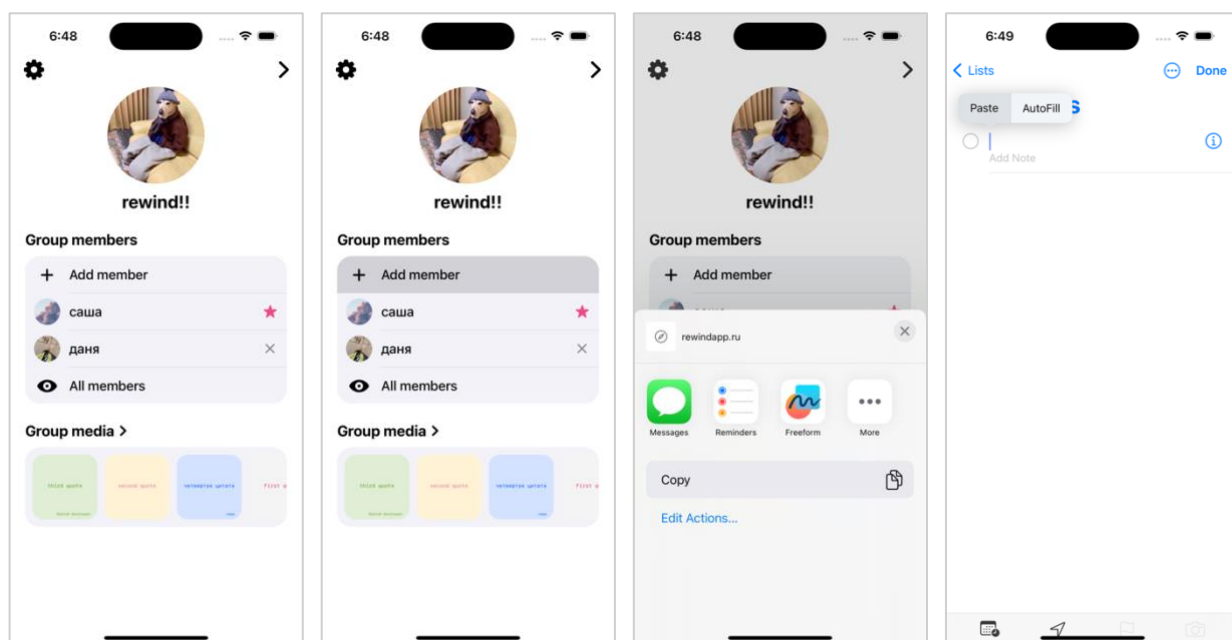 6:48
rewind!!
Group members
Add member
саша
даня
All members
Group media >
third quote
second quote
четвертая цитата
First
6:48
rewind!!
Group members
Add member
саша
даня
All members
Group media >
third quote
second quote
четвертая цитата
First
6:48
rewind!!
Group members
Add member
rewindapp.ru
Messages
Reminders
Freeform
More
Copy
Edit Actions...
6:49
Lists
Done
Paste
AutoFill
s
Add Note